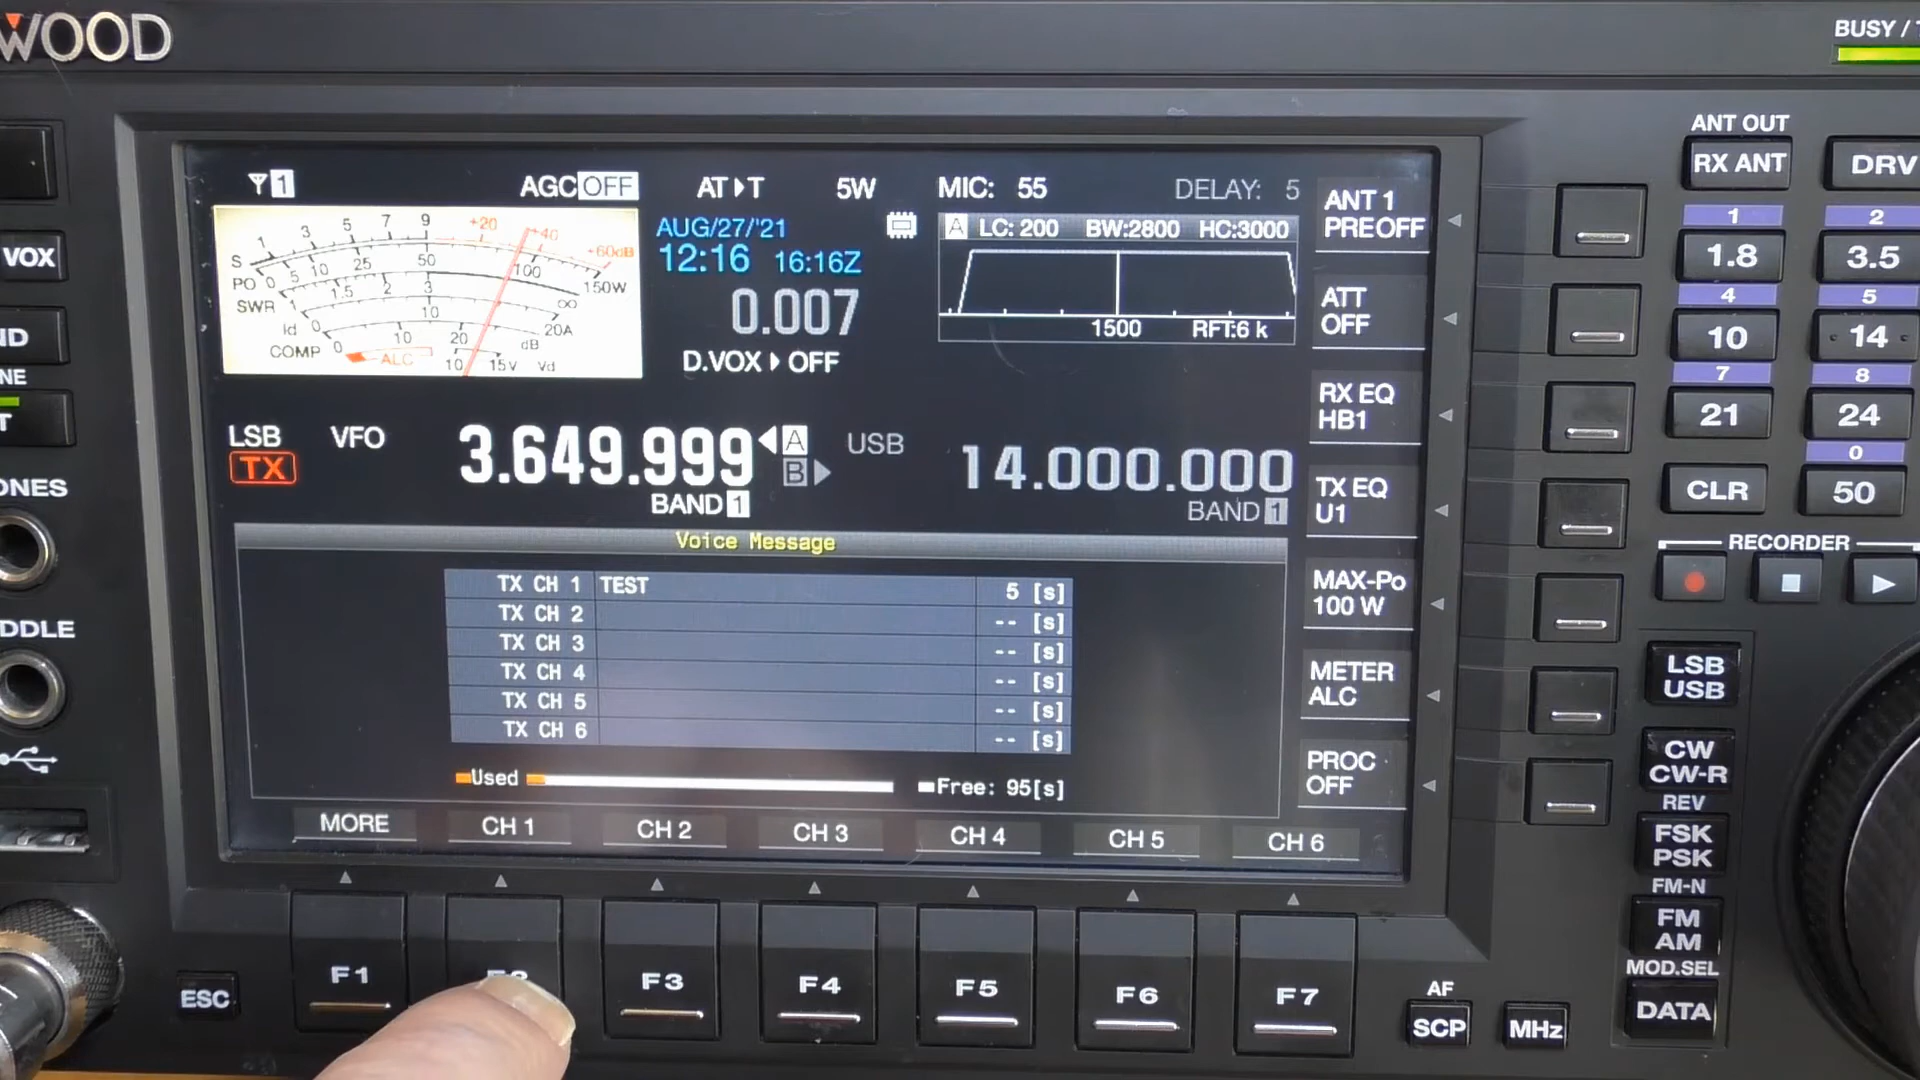 WOOD
BUSY /
1
AGC OFF
AT▸T
5W
MIC: 55
DELAY: 5
S 1 3 5 7 9 +20 +40 +60dB
PO 0 5 10 25 50 100 150W
SWR 1 1.5 2 3 ∞
Id 0 10 20A
COMP 0 10 20 dB
ALC 10 15V Vd
AUG/27/'21
12:16 16:16Z
0.007
D.VOX▸OFF
A LC: 200 BW:2800 HC:3000
1500 RFT:6 k
ANT 1
PREOFF
ATT
OFF
RX EQ
HB1
TX EQ
U1
MAX-Po
100 W
METER
ALC
PROC
OFF
LSB VFO 3.649.999 A USB 14.000.000
TX B
BAND 1 BAND 1
Voice Message
TX CH 1 TEST 5 [s]
TX CH 2 -- [s]
TX CH 3 -- [s]
TX CH 4 -- [s]
TX CH 5 -- [s]
TX CH 6 -- [s]
Used Free: 95[s]
MORE CH 1 CH 2 CH 3 CH 4 CH 5 CH 6
ESC F1 F3 F4 F5 F6 F7
AF
SCP MHz
VOX
ANT OUT
RX ANT DRV
1 2
1.8 3.5
4 5
10 14
7 8
21 24
0
CLR 50
RECORDER
LSB
USB
CW
CW-R
REV
FSK
PSK
FM-N
FM
AM
MOD.SEL
DATA